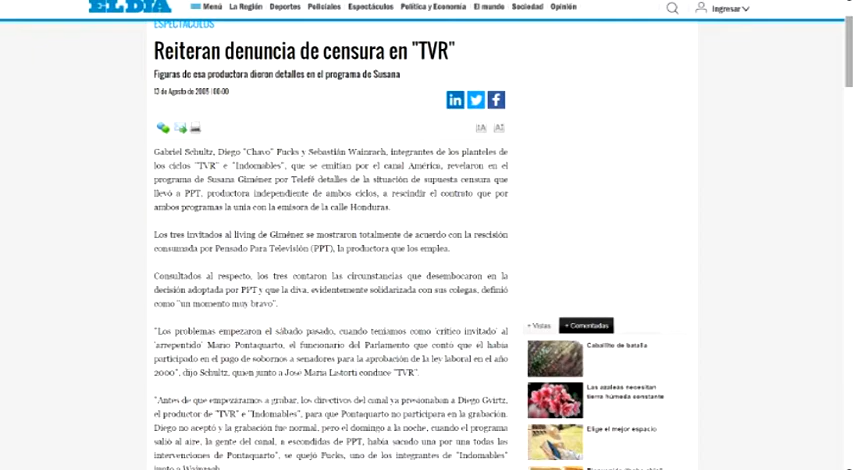 EL DIA
Menú La Región Deportes Policiales Espectáculos Política y Economía El mundo Sociedad Opinión
Ingresar
ESPECTACULOS
Reiteran denuncia de censura en "TVR"
Figuras de esa productora dieron detalles en el programa de Susana
de Agosto de 2005 | 00:00
Gabriel Schultz, Diego "Chavo" Fucks y Sebastián Wainrach, integrantes de los planteles de
los ciclos "TVR" e "Indomables", que se emitían por el canal América, revelaron en el
programa de Susana Giménez por Telefé detalles de la situación de supuesta censura que
llevó a PPT, productora independiente de ambos ciclos, a rescindir el contrato que por
ambos programas la unía con la emisora de la calle Honduras.
Los tres invitados al living de Giménez se mostraron totalmente de acuerdo con la rescisión
consumada por Pensado Para Televisión (PPT), la productora que los emplea.
Consultados al respecto, los tres contaron las circunstancias que desembocaron en la
decisión adoptada por PPT y que la diva, evidentemente solidarizada con sus colegas, definió
como "un momento muy bravo".
"Los problemas empezaron el sábado pasado, cuando teníamos como 'crítico invitado' al
'arrepentido' Mario Pontaquarto, el funcionario del Parlamento que contó que él había
participado en el pago de sobornos a senadores para la aprobación de la ley laboral en el año
2000", dijo Schultz, quien junto a José María Listorti conduce "TVR".
"Antes de que empezáramos a grabar, los directivos del canal ya presionaban a Diego Gvirtz,
el productor de "TVR" e "Indomables", para que Pontaquarto no participara en la grabación.
Diego no aceptó y la grabación fue normal, pero el domingo a la noche, cuando el programa
salió al aire, la gente del canal, a escondidas de PPT, había sacado una por una todas las
intervenciones de Pontaquarto", se quejó Fucks, uno de los integrantes de "Indomables"
junto a Wainrach.
+ Vistas + Comentadas
Caballito de batalla
Las azaleas necesitan
tierra húmeda constante
Elige el mejor espacio